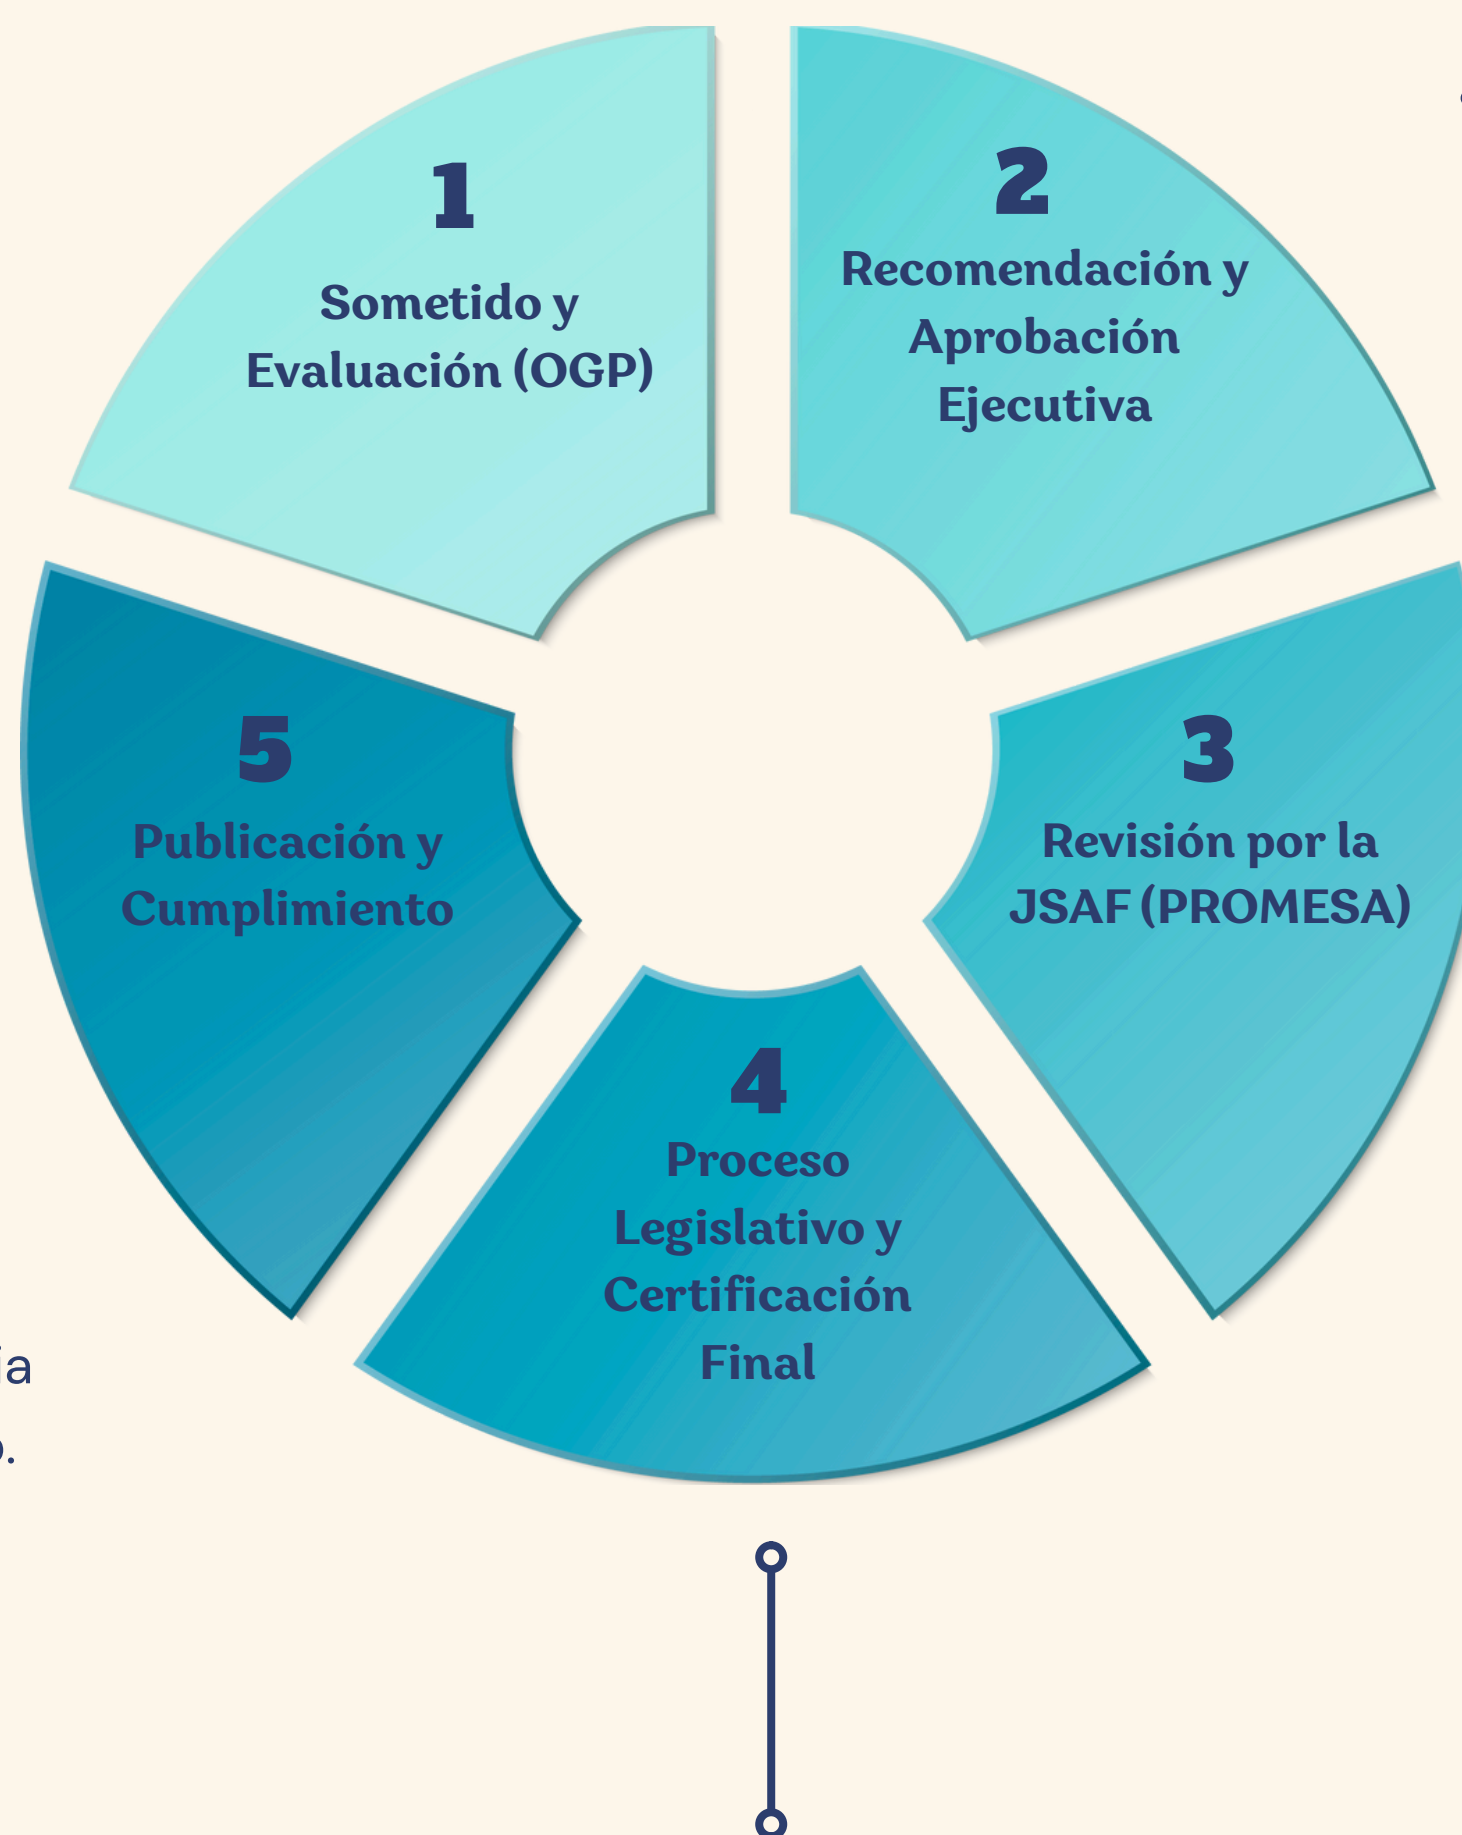 1
Sometido y
Evaluación (OGP)
2
Recomendación y
Aprobación
Ejecutiva
3
Revisión por la
JSAF (PROMESA)
4
Proceso
Legislativo y
Certificación
Final
5
Publicación y
Cumplimiento